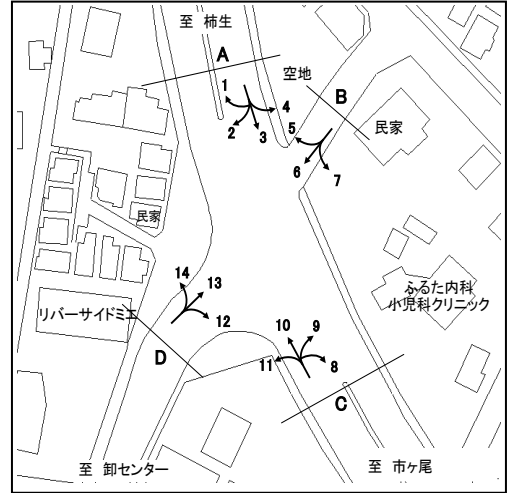 至 柿生
A
空地
1
4
B
2
3
5
民家
6
7
民家
14
13
ふるた内科
小児科クリニック
リバーサイドミエ
12
10
9
D
11
8
C
至 卸センター
至 市ヶ尾